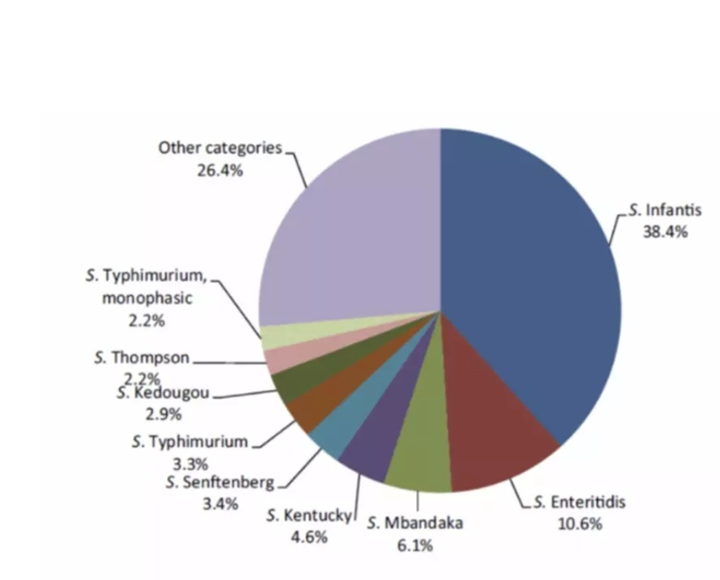 Other categories
26.4%
S. Infantis
38.4%
S. Typhimurium,
monophasic
2.2%
S. Thompson
2.2%
S. Kedougou
2.9%
S. Typhimurium
3.3%
S. Senftenberg
3.4%
S. Kentucky
4.6%
S. Mbandaka
6.1%
S. Enteritidis
10.6%